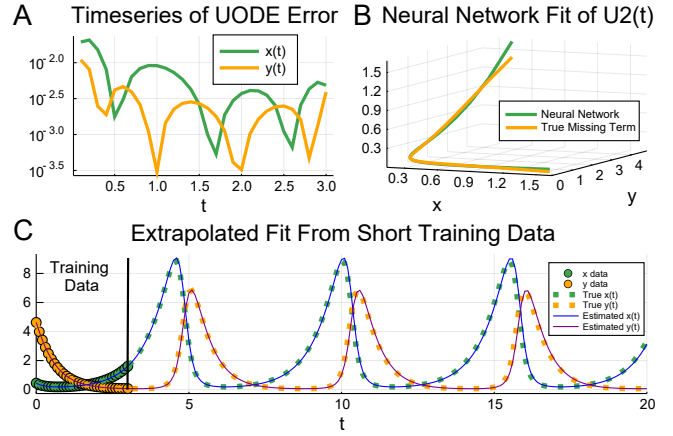 A Timeseries of UODE Error
x(t)
y(t)
10^-2.0
10^-2.5
10^-3.0
10^-3.5
0.5 1.0 1.5 2.0 2.5 3.0
t
B Neural Network Fit of U2(t)
1.5
1.2
0.9
0.6
0.3
Neural Network
True Missing Term
0.3 0.6 0.9 1.2 1.5
0 1 2 3 4
x
y
C Extrapolated Fit From Short Training Data
Training
Data
8
6
4
2
0
x data
y data
True x(t)
True y(t)
Estimated x(t)
Estimated y(t)
0 5 10 15 20
t